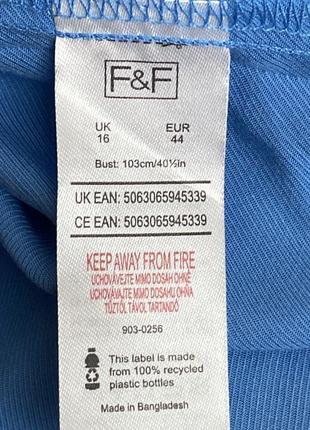 F&F
UK EUR
16 44
Bust: 103cm/40½in
UK EAN: 5063065945339
CE EAN: 5063065945339
KEEP AWAY FROM FIRE
UCHOVÁVEJTE MIMO DOSAH OHNĚ
UCHOVÁVAJTE MIMO DOSAHU OHŇA
TŰZTŐL TÁVOL TARTANDÓ
903-0256
This label is made
from 100% recycled
plastic bottles
Made in Bangladesh